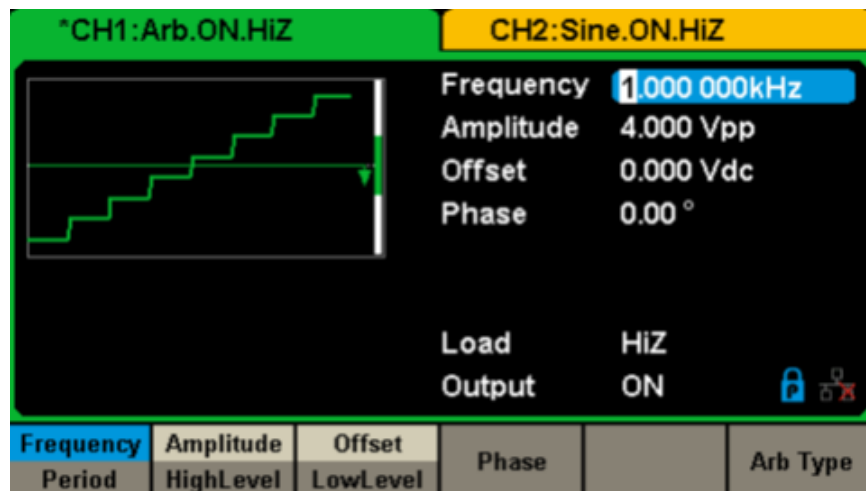 *CH1:Arb.ON.HiZ
CH2:Sine.ON.HiZ
Frequency 1.000 000kHz
Amplitude 4.000 Vpp
Offset 0.000 Vdc
Phase 0.00 °
Load HiZ
Output ON
P
Frequency Amplitude Offset Phase Arb Type
Period HighLevel LowLevel